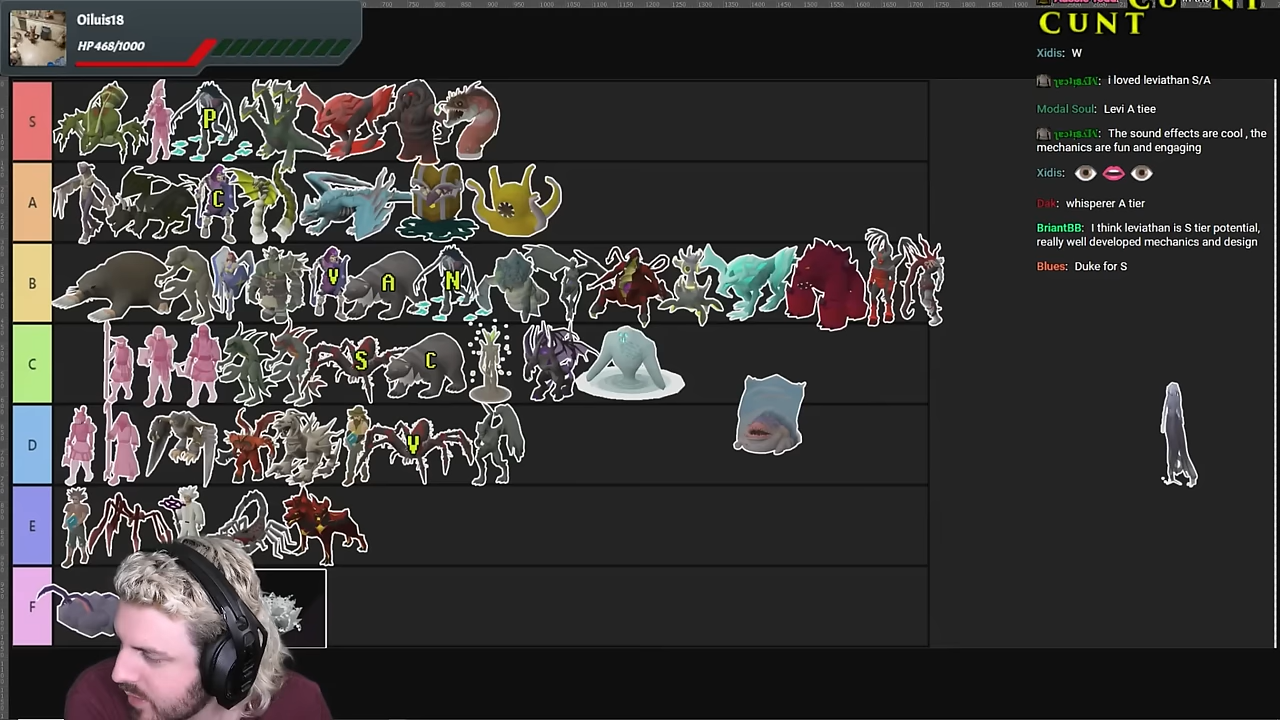 Oiluis18
HP 468/1000
CUNT
CUNT
Xidis: W
i loved leviathan S/A
Modal Soul: Levi A tiee
The sound effects are cool , the
mechanics are fun and engaging
Xidis:
Dak: whisperer A tier
BriantBB: I think leviathan is S tier potential,
really well developed mechanics and design
Blues: Duke for S
S
P
A
C
B
V
A
N
C
S
C
D
V
E
F